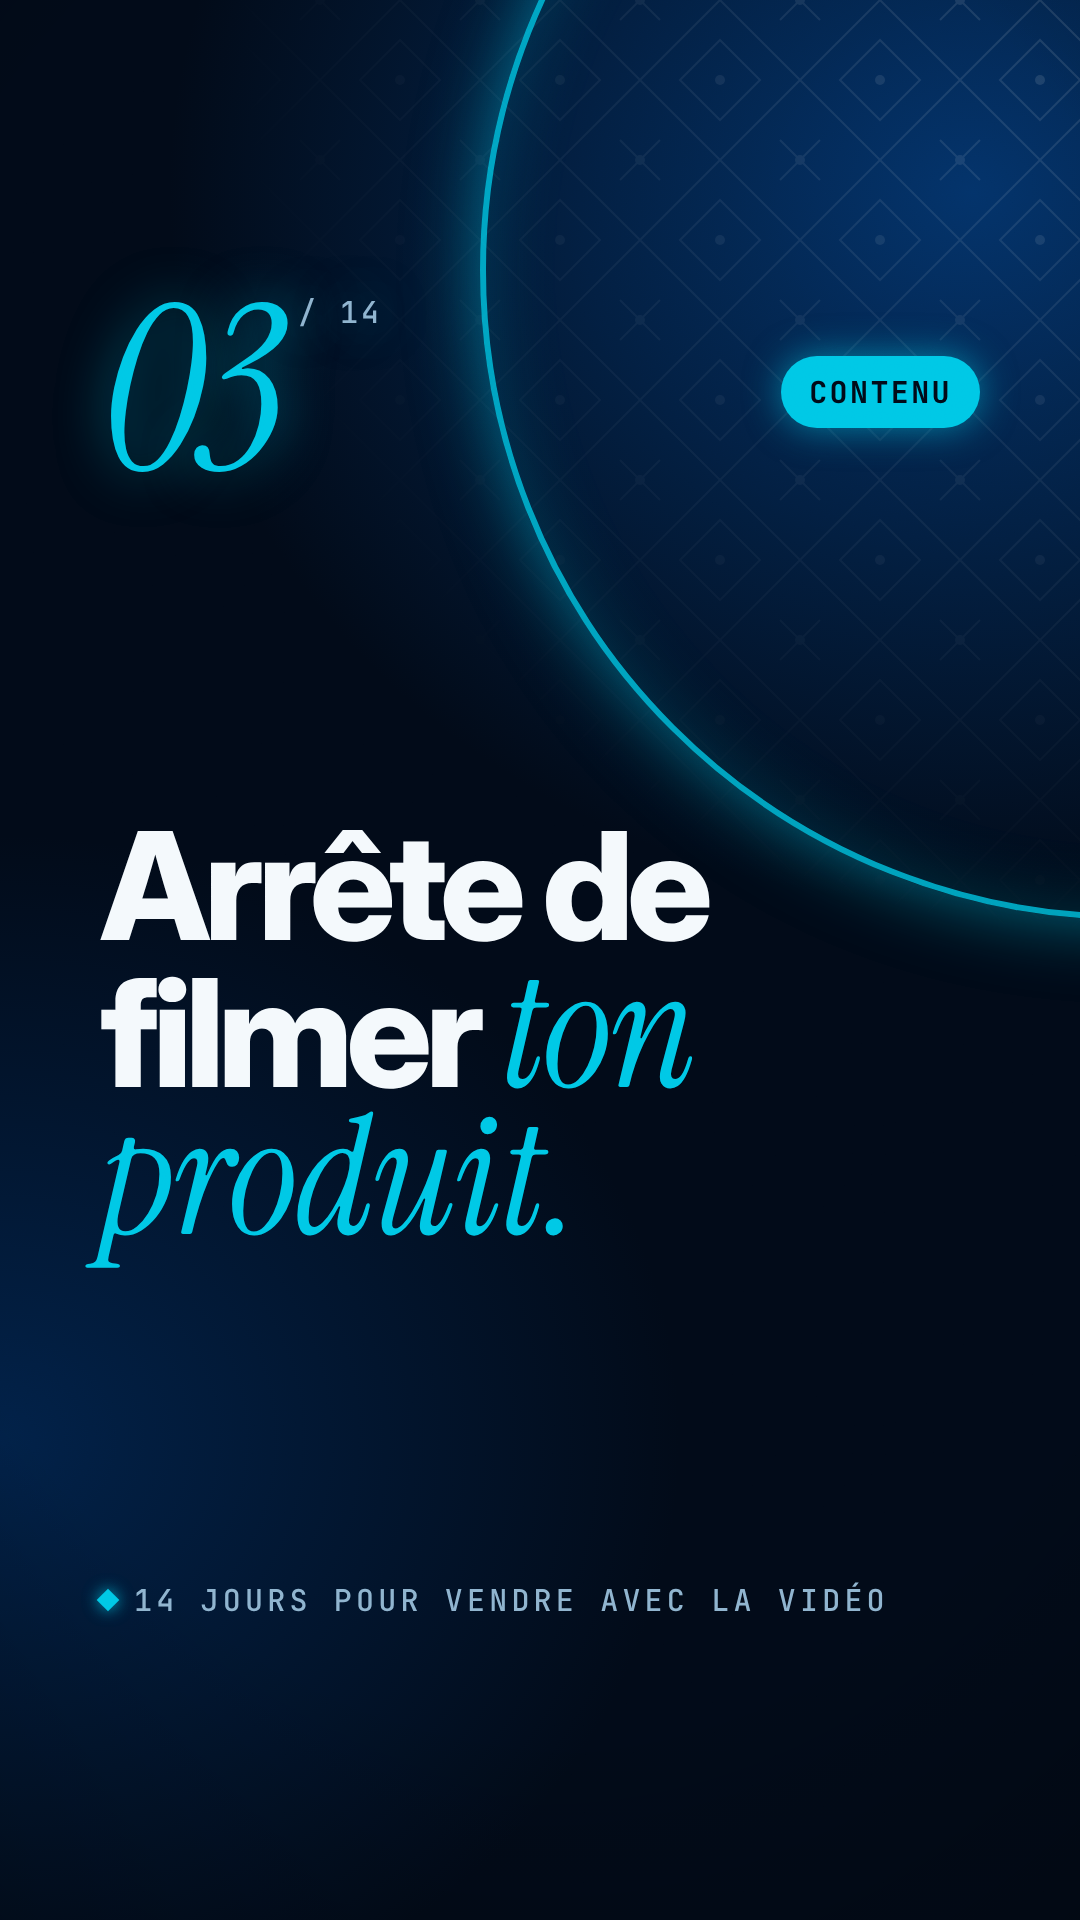 03 / 14
CONTENU
Arrête de
filmer ton
produit.
14 JOURS POUR VENDRE AVEC LA VIDÉO